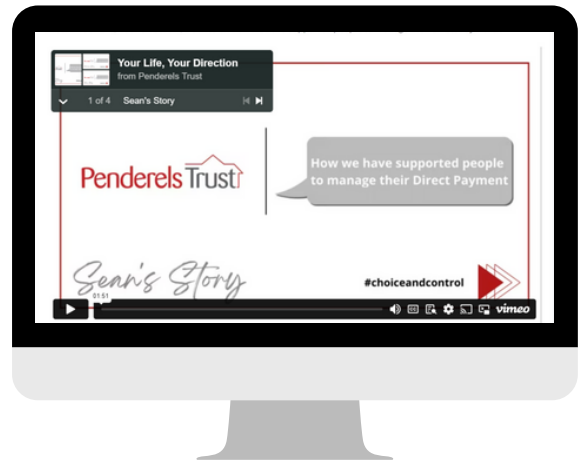 Your Life, Your Direction
from Penderels Trust
1 of 4 Sean's Story
Penderels Trust
How we have supported people
to manage their Direct Payment
Sean's Story
#choiceandcontrol
01:51
CC
vimeo